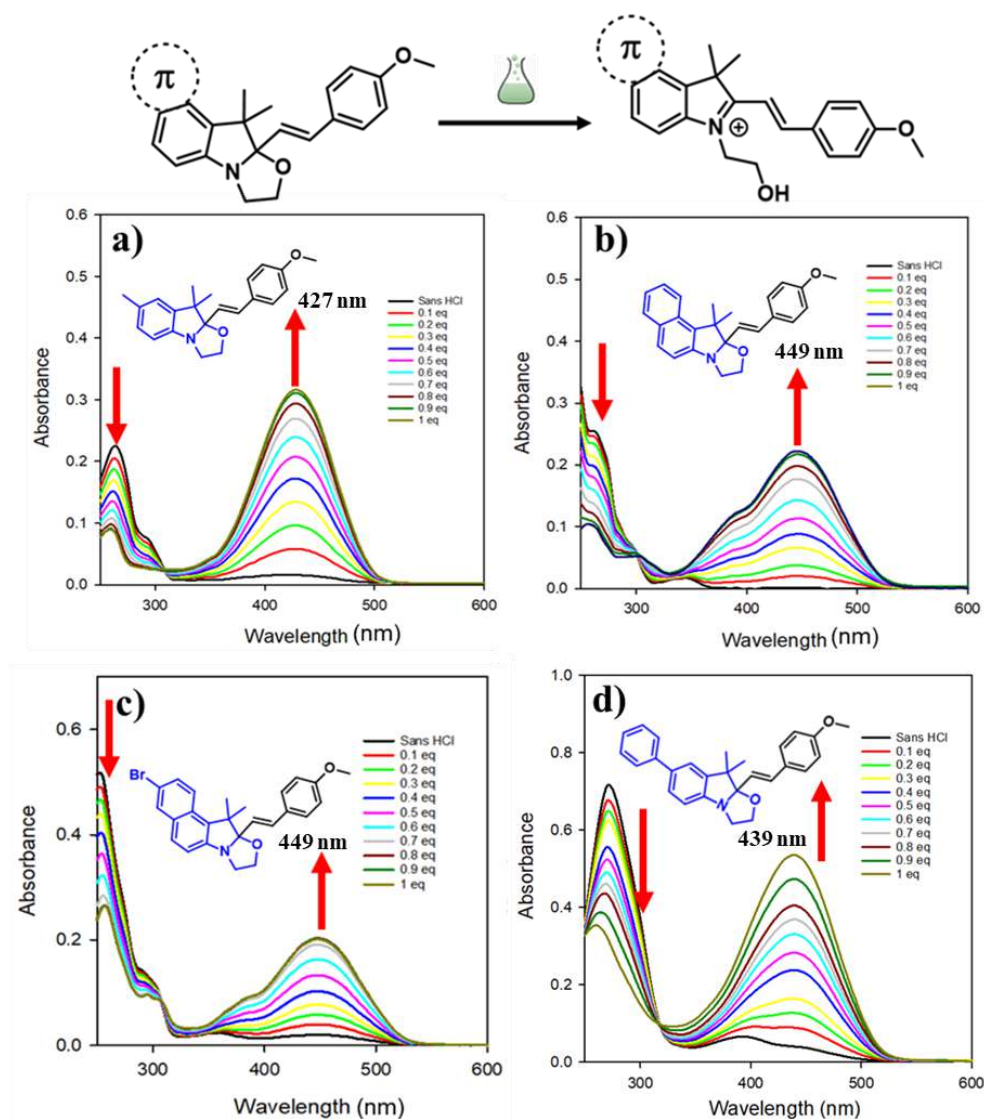 π
O
N
O
π
N
+
O
OH
a)
427 nm
Sans HCl
0.1 eq
0.2 eq
0.3 eq
0.4 eq
0.5 eq
0.6 eq
0.7 eq
0.8 eq
0.9 eq
1 eq
O
N
O
0.6
0.5
0.4
0.3
0.2
0.1
0.0
300 400 500 600
Absorbance
Wavelength (nm)
b)
449 nm
Sans HCl
0.1 eq
0.2 eq
0.3 eq
0.4 eq
0.5 eq
0.6 eq
0.7 eq
0.8 eq
0.9 eq
1 eq
O
N
O
0.6
0.5
0.4
0.3
0.2
0.1
0.0
300 400 500 600
Absorbance
Wavelength (nm)
c)
449 nm
Sans HCl
0.1 eq
0.2 eq
0.3 eq
0.4 eq
0.5 eq
0.6 eq
0.7 eq
0.8 eq
0.9 eq
1 eq
Br
O
N
O
0.6
0.4
0.2
0.0
300 400 500 600
Absorbance
Wavelength (nm)
d)
439 nm
Sans HCl
0.1 eq
0.2 eq
0.3 eq
0.4 eq
0.5 eq
0.6 eq
0.7 eq
0.8 eq
0.9 eq
1 eq
O
N
O
1.0
0.8
0.6
0.4
0.2
0.0
300 400 500 600
Absorbance
Wavelength (nm)